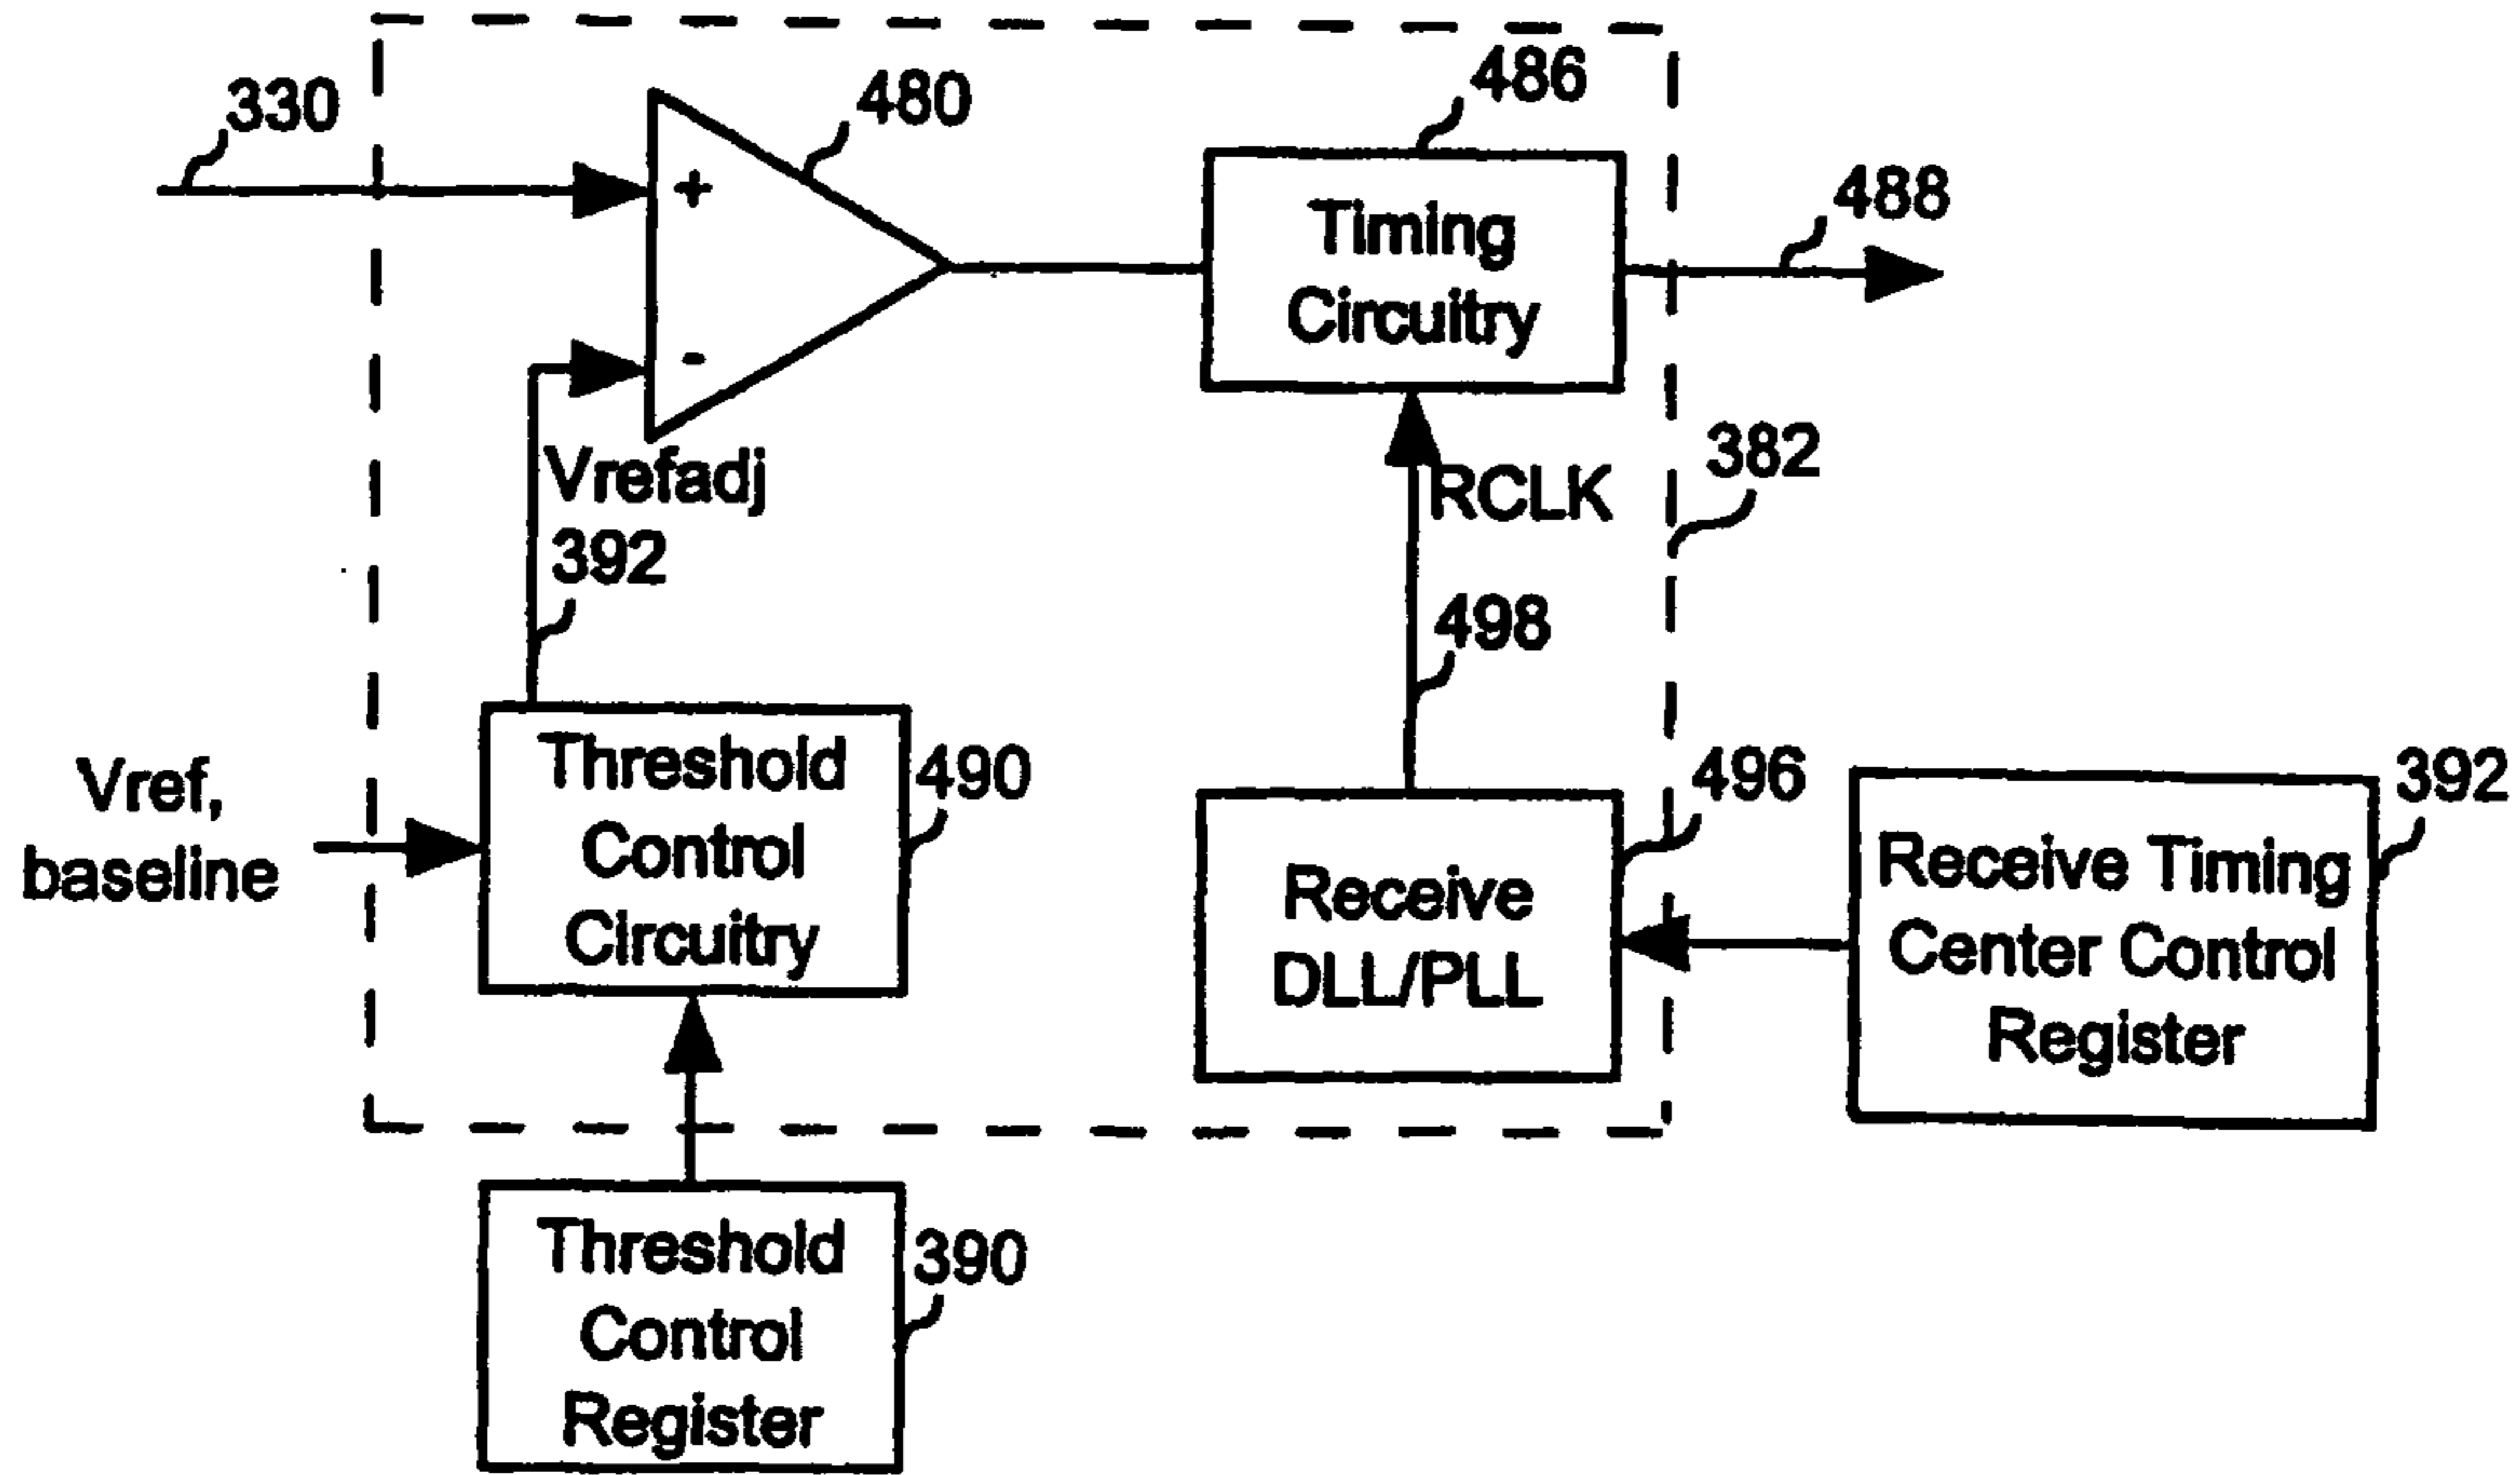 330
480
486
+
Timing
Circuitry
488
-
Vrefadj
392
RCLK
382
498
Vref,
baseline
Threshold
Control
Circuitry
490
Receive
DLL/PLL
496
Receive Timing
Center Control
Register
392
Threshold
Control
Register
390